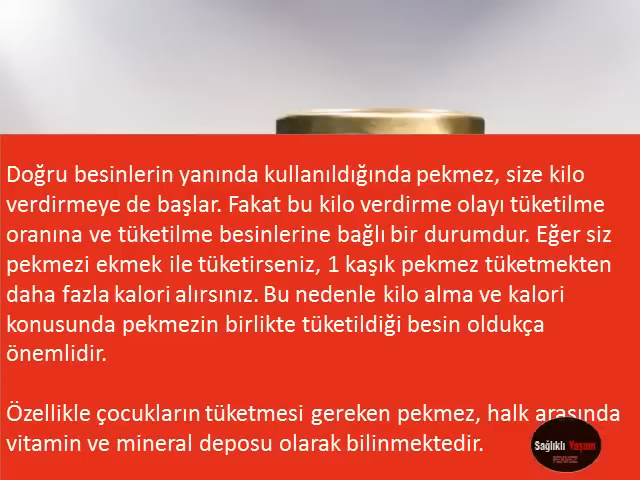 Doğru besinlerin yanında kullanıldığında pekmez, size kilo
verdirmeye de başlar. Fakat bu kilo verdirme olayı tüketilme
oranına ve tüketilme besinlerine bağlı bir durumdur. Eğer siz
pekmezi ekmek ile tüketirseniz, 1 kaşık pekmez tüketmekten
daha fazla kalori alırsınız. Bu nedenle kilo alma ve kalori
konusunda pekmezin birlikte tüketildiği besin oldukça
önemlidir.
Özellikle çocukların tüketmesi gereken pekmez, halk arasında
vitamin ve mineral deposu olarak bilinmektedir.
Sağlıklı Yaşam
PEKMEZ